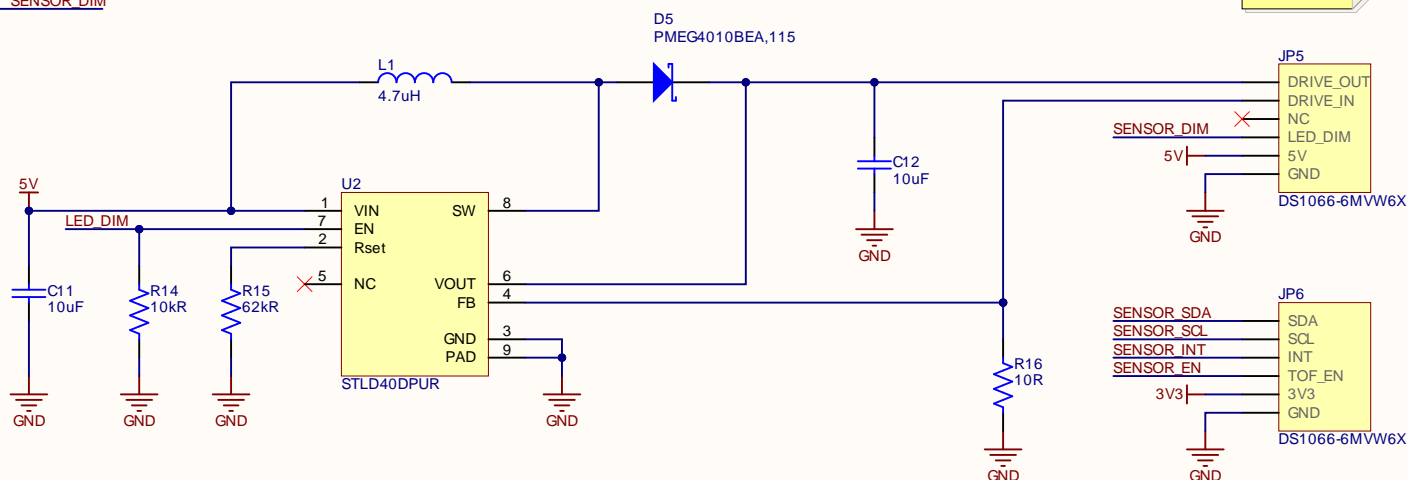 SENSOR_DIM
D5
PMEG4010BEA,115
L1
4.7uH
JP5
DRIVE_OUT
DRIVE_IN
NC
SENSOR_DIM
LED_DIM
5V
5V
GND
DS1066-6MVW6X
GND
C12
10uF
GND
5V
U2
1
VIN
SW
8
LED_DIM
7
EN
2
Rset
5
NC
VOUT
6
FB
4
GND
3
PAD
9
STLD40DPUR
C11
10uF
R14
10kR
R15
62kR
GND
GND
GND
GND
R16
10R
GND
JP6
SENSOR_SDA
SDA
SENSOR_SCL
SCL
SENSOR_INT
INT
SENSOR_EN
TOF_EN
3V3
3V3
GND
DS1066-6MVW6X
GND